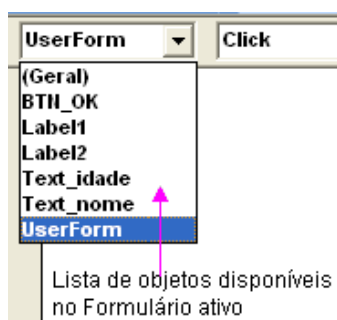 UserForm Click
(Geral)
BTN_OK
Label1
Label2
Text_idade
Text_nome
UserForm
Lista de objetos disponíveis
no Formulário ativo